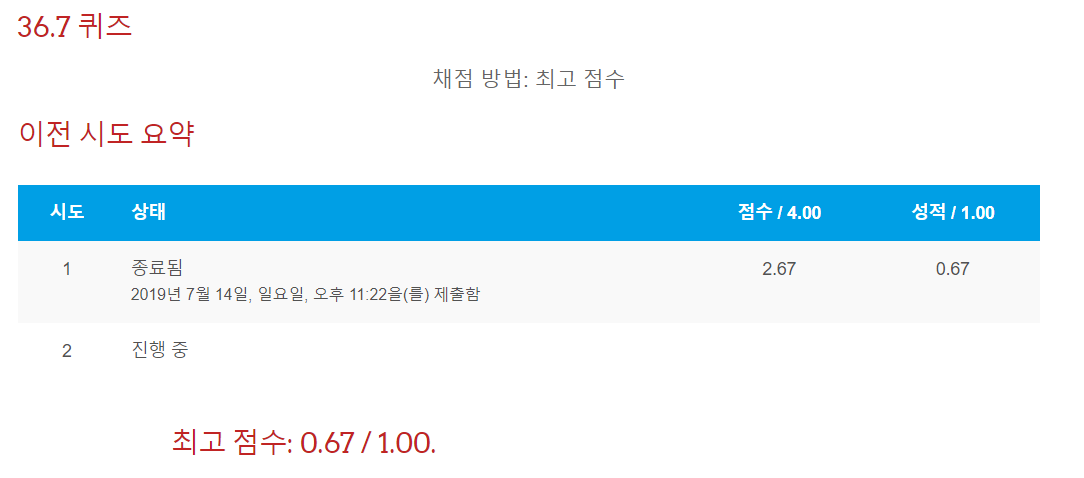 36.7 퀴즈
채점 방법: 최고 점수
이전 시도 요약
시도 상태 점수 / 4.00 성적 / 1.00
1 종료됨 2.67 0.67
2019년 7월 14일, 일요일, 오후 11:22을(를) 제출함
2 진행 중
최고 점수: 0.67 / 1.00.